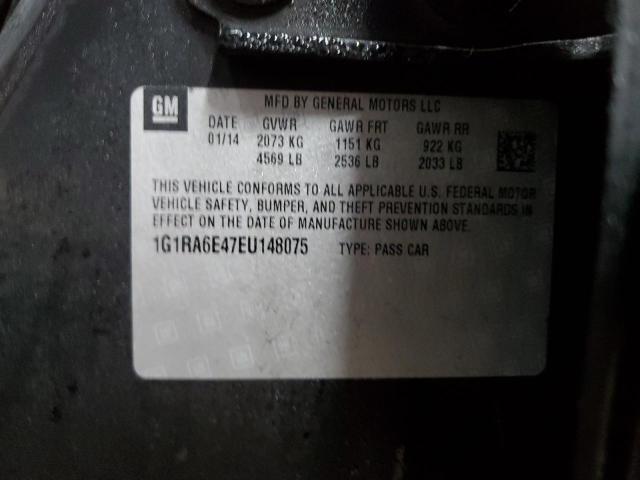 GM
MFD BY GENERAL MOTORS LLC
DATE GVWR GAWR FRT GAWR RR
01/14 2073 KG 1151 KG 922 KG
4569 LB 2536 LB 2033 LB
THIS VEHICLE CONFORMS TO ALL APPLICABLE U.S. FEDERAL MOTOR
VEHICLE SAFETY, BUMPER, AND THEFT PREVENTION STANDARDS IN
EFFECT ON THE DATE OF MANUFACTURE SHOWN ABOVE.
1G1RA6E47EU148075 TYPE: PASS CAR